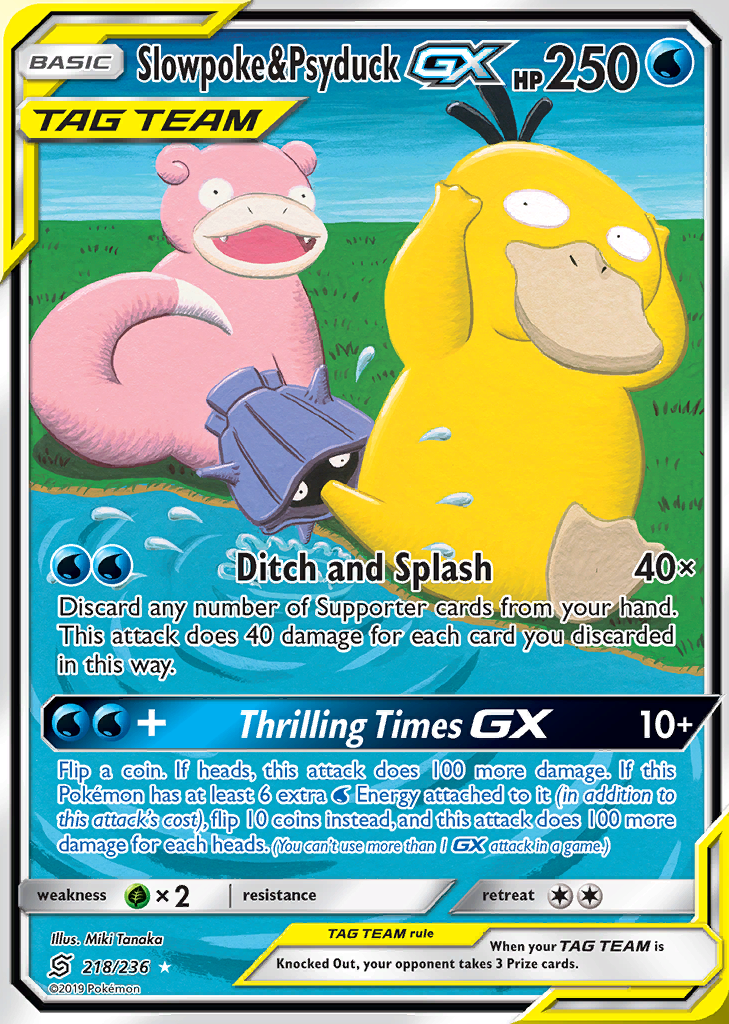 BASIC Slowpoke&Psyduck GX HP 250
TAG TEAM
Ditch and Splash 40×
Discard any number of Supporter cards from your hand.
This attack does 40 damage for each card you discarded
in this way.
+ Thrilling Times GX 10+
Flip a coin. If heads, this attack does 100 more damage. If this
Pokémon has at least 6 extra Energy attached to it (in addition to
this attack's cost), flip 10 coins instead, and this attack does 100 more
damage for each heads. (You can't use more than 1 GX attack in a game.)
weakness ×2 resistance retreat
Illus. Miki Tanaka
218/236
©2019 Pokémon
TAG TEAM rule
When your TAG TEAM is
Knocked Out, your opponent takes 3 Prize cards.